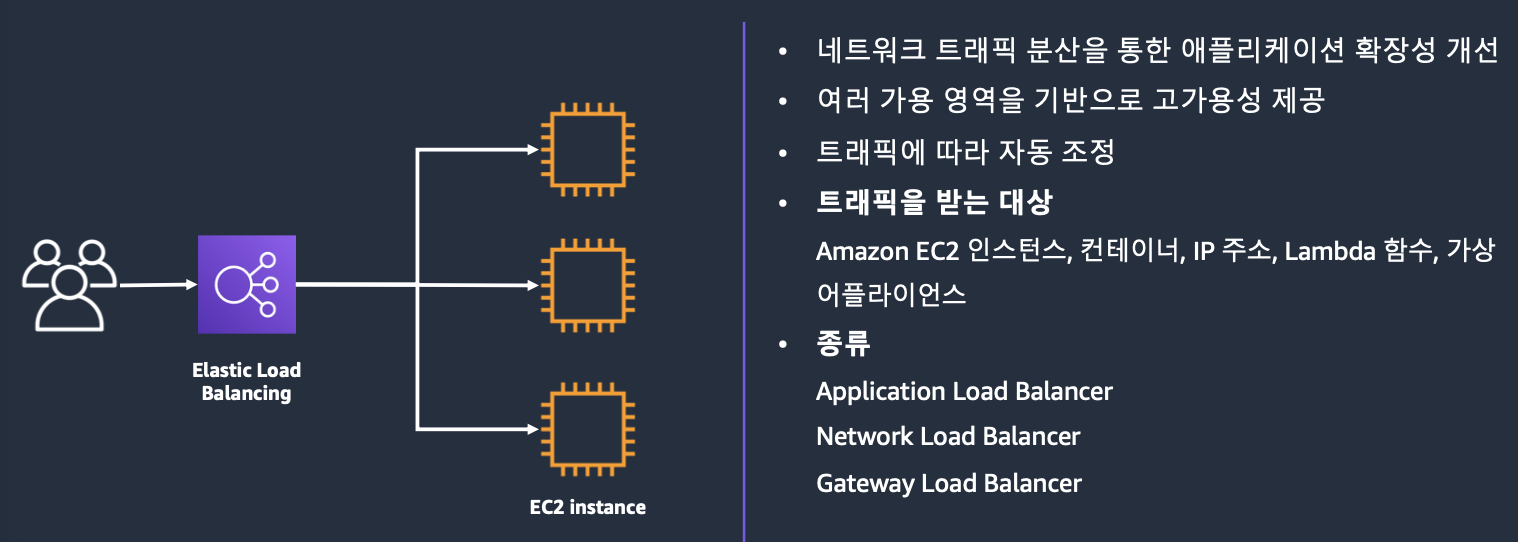 Elastic Load
Balancing
EC2 instance
• 네트워크 트래픽 분산을 통한 애플리케이션 확장성 개선
• 여러 가용 영역을 기반으로 고가용성 제공
• 트래픽에 따라 자동 조정
• 트래픽을 받는 대상
Amazon EC2 인스턴스, 컨테이너, IP 주소, Lambda 함수, 가상
어플라이언스
• 종류
Application Load Balancer
Network Load Balancer
Gateway Load Balancer